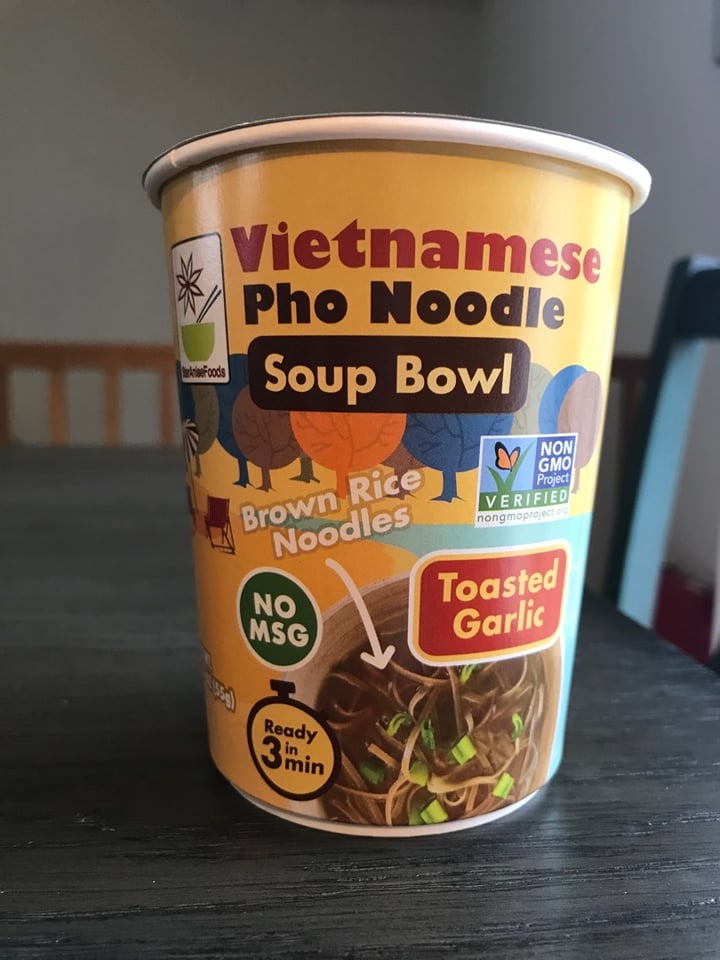 Vietnamese
Pho Noodle
StarAniseFoods
Soup Bowl
NON
GMO
Project
VERIFIED
nongmoproject.org
Brown Rice
Noodles
Toasted
Garlic
NO
MSG
(55g)
Ready
in
3 min